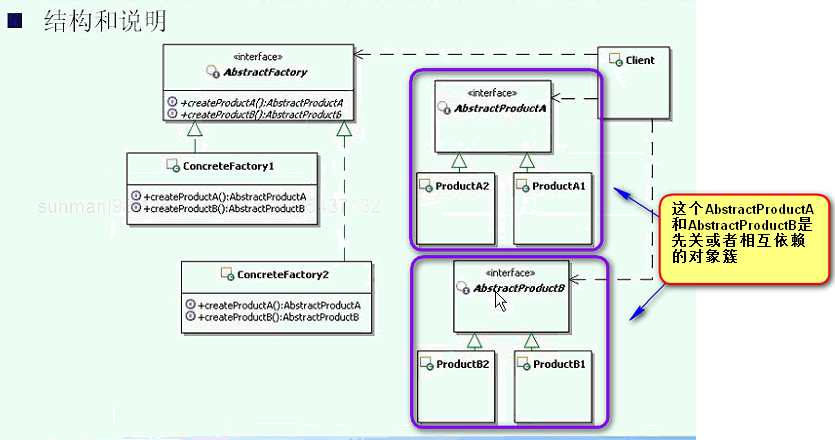 结构和说明
«interface»
AbstractFactory
+createProductA():AbstractProductA
+createProductB():AbstractProductB
Client
«interface»
AbstractProductA
ConcreteFactory1
+createProductA():AbstractProductA
+createProductB():AbstractProductB
ProductA2
ProductA1
这个AbstractProductA
和AbstractProductB是
先关或者相互依赖
的对象簇
ConcreteFactory2
+createProductA():AbstractProductA
+createProductB():AbstractProductB
«interface»
AbstractProductB
ProductB2
ProductB1